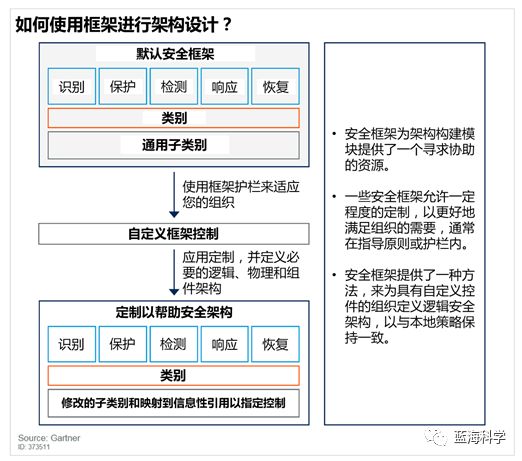 如何使用框架进行架构设计？
默认安全框架
识别 保护 检测 响应 恢复
类别
通用子类别
使用框架护栏来适应
您的组织
自定义框架控制
应用定制，并定义必
要的逻辑、物理和组
件架构
定制以帮助安全架构
识别 保护 检测 响应 恢复
类别
修改的子类别和映射到信息性引用以指定控制
• 安全框架为架构构建模
块提供了一个寻求协助
的资源。
• 一些安全框架允许一定
程度的定制，以更好地
满足组织的需要，通常
在指导原则或护栏内。
• 安全框架提供了一种方
法，来为具有自定义控
件的组织定义逻辑安全
架构，以与本地策略保
持一致。
Source: Gartner
ID: 373511
蓝海科学